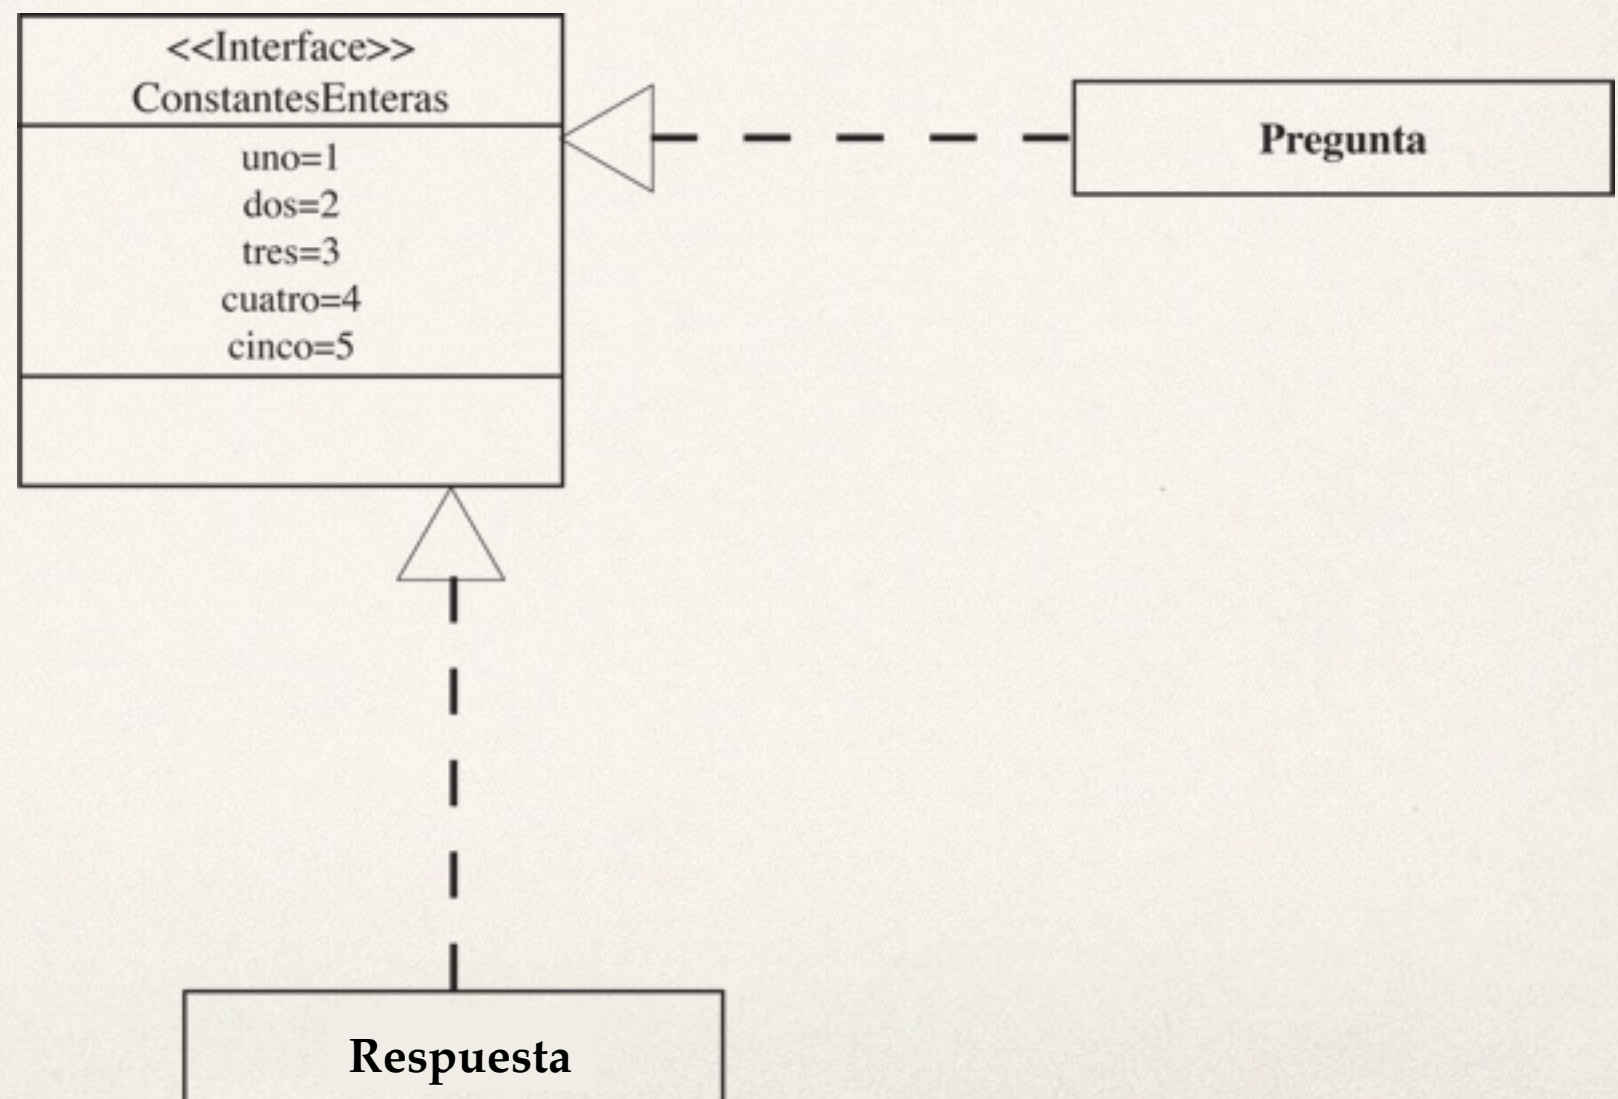 <<Interface>>
ConstantesEnteras
uno=1
dos=2
tres=3
cuatro=4
cinco=5
Pregunta
Respuesta